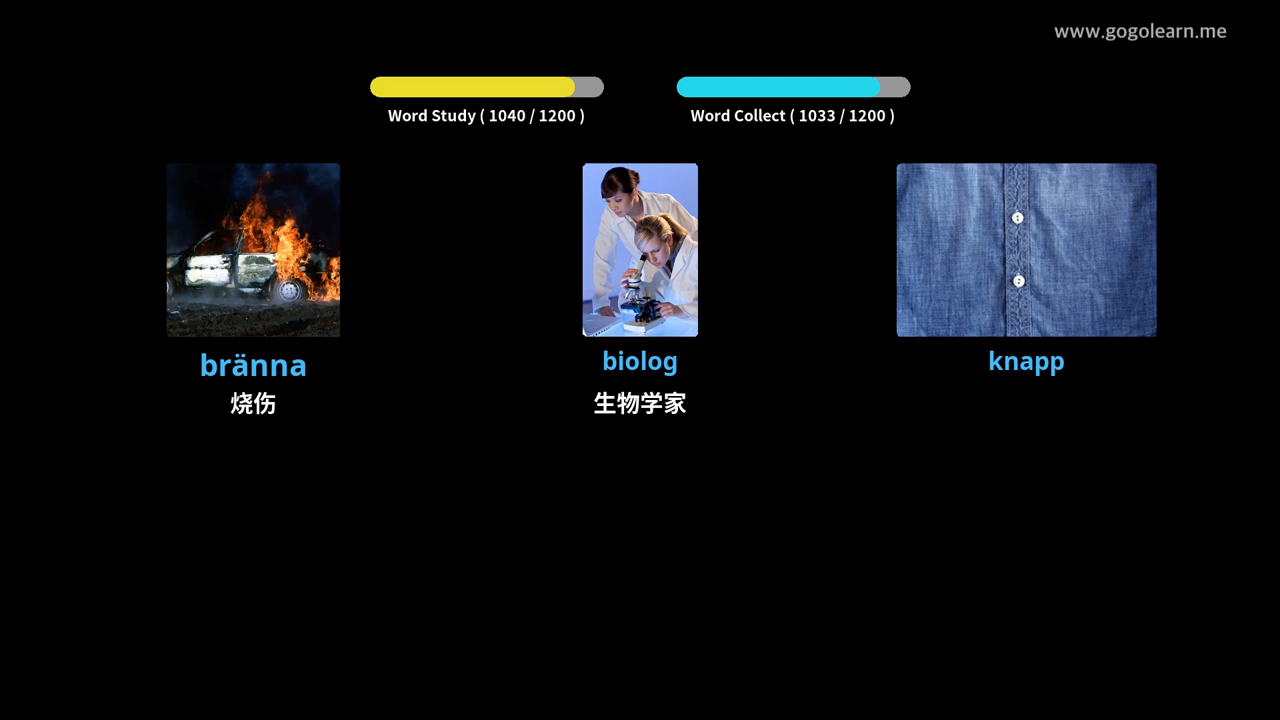 www.gogolearn.me
Word Study ( 1040 / 1200 )
Word Collect ( 1033 / 1200 )
bränna
biolog
knapp
烧伤
生物学家